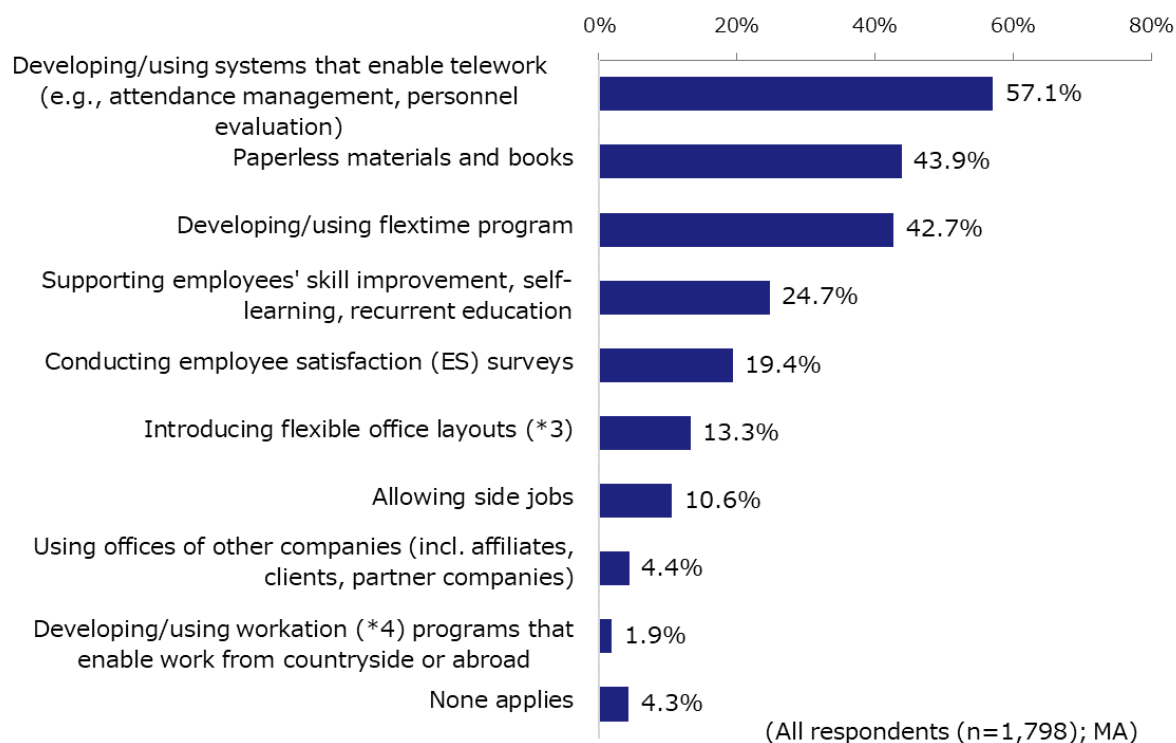 0%
20%
40%
60%
80%
Developing/using systems that enable telework
(e.g., attendance management, personnel
evaluation)
57.1%
Paperless materials and books
43.9%
Developing/using flextime program
42.7%
Supporting employees' skill improvement, self-
learning, recurrent education
24.7%
Conducting employee satisfaction (ES) surveys
19.4%
Introducing flexible office layouts (*3)
13.3%
Allowing side jobs
10.6%
Using offices of other companies (incl. affiliates,
clients, partner companies)
4.4%
Developing/using workation (*4) programs that
enable work from countryside or abroad
1.9%
None applies
4.3%
(All respondents (n=1,798); MA)